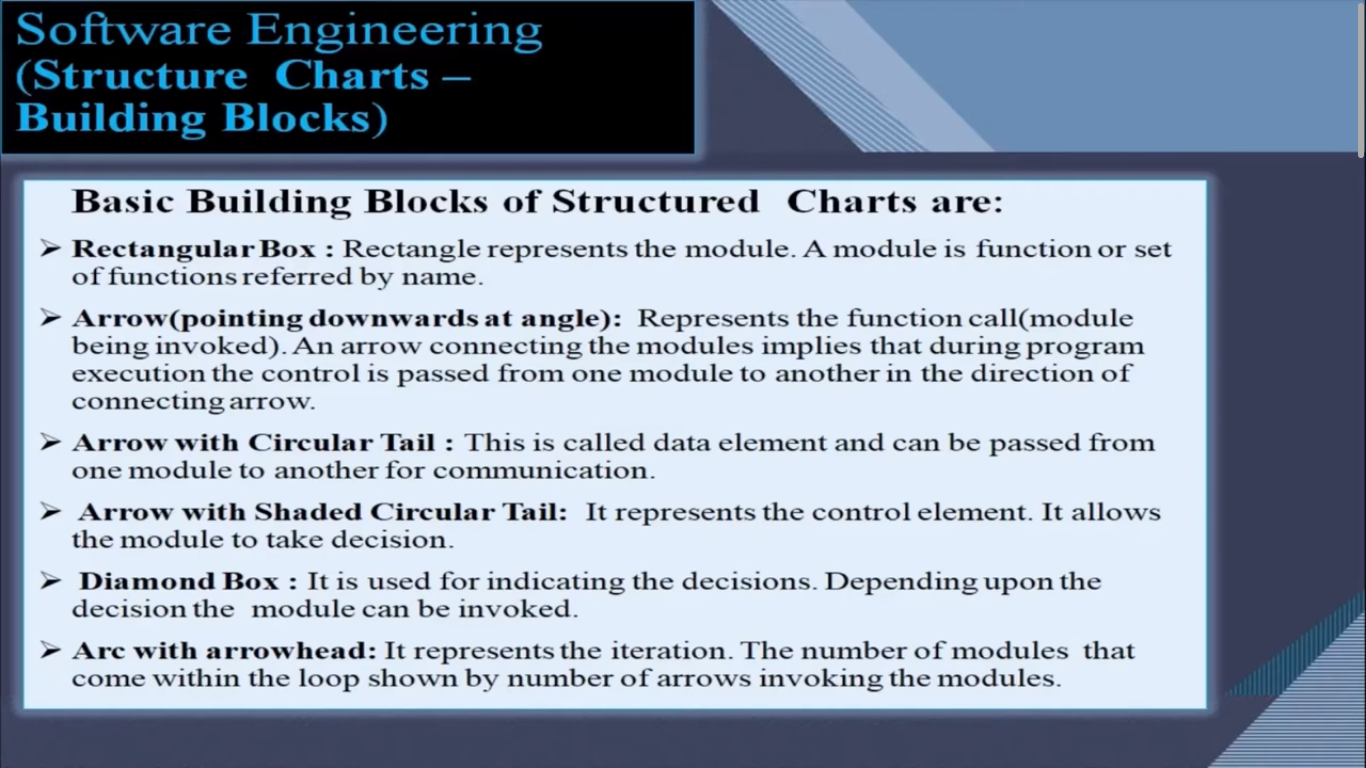 Software Engineering
(Structure Charts –
Building Blocks)
Basic Building Blocks of Structured Charts are:
➢ Rectangular Box : Rectangle represents the module. A module is function or set
of functions referred by name.
➢ Arrow(pointing downwards at angle): Represents the function call(module
being invoked). An arrow connecting the modules implies that during program
execution the control is passed from one module to another in the direction of
connecting arrow.
➢ Arrow with Circular Tail : This is called data element and can be passed from
one module to another for communication.
➢ Arrow with Shaded Circular Tail: It represents the control element. It allows
the module to take decision.
➢ Diamond Box : It is used for indicating the decisions. Depending upon the
decision the module can be invoked.
➢ Arc with arrowhead: It represents the iteration. The number of modules that
come within the loop shown by number of arrows invoking the modules.